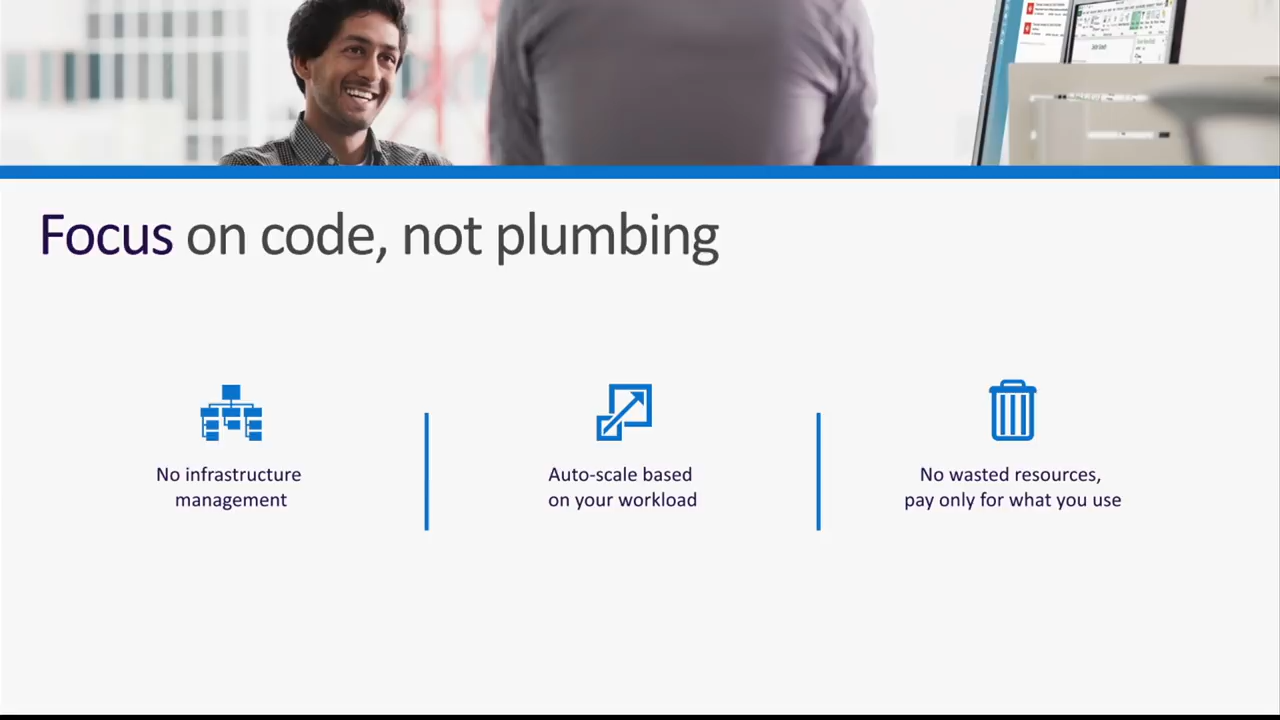 Focus on code, not plumbing
No infrastructure
management
Auto-scale based
on your workload
No wasted resources,
pay only for what you use